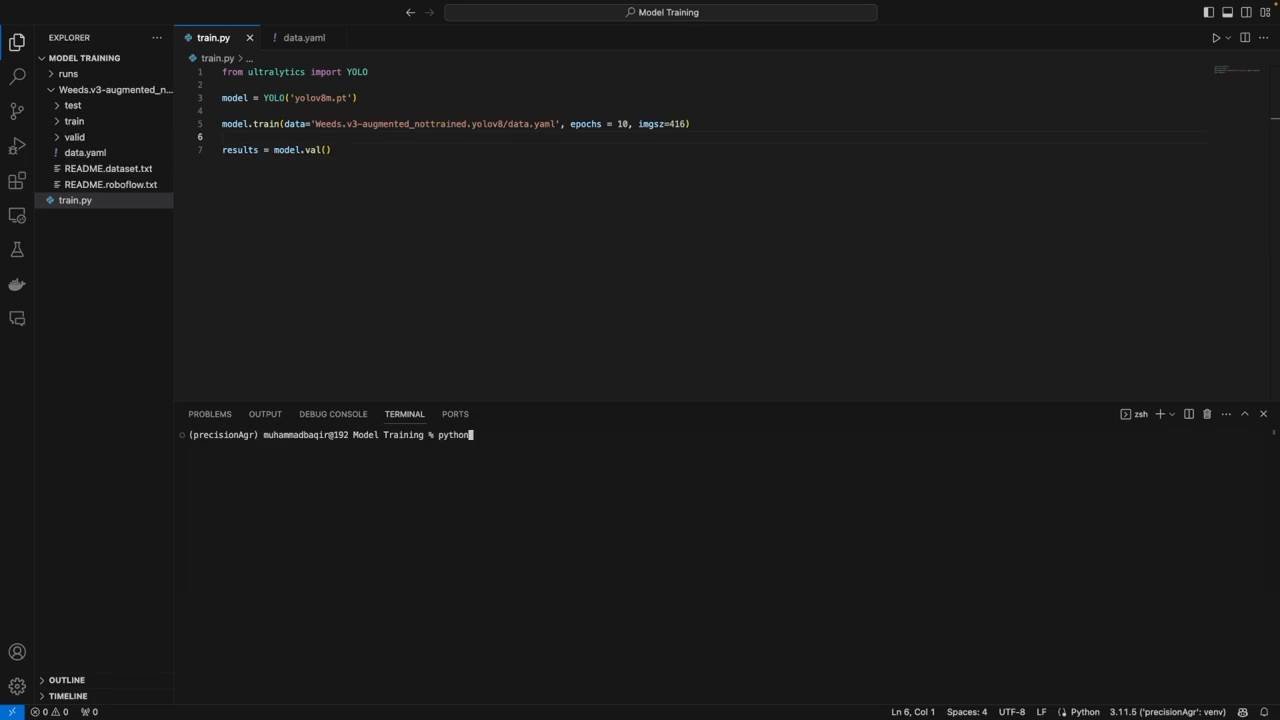 Model Training
EXPLORER
MODEL TRAINING
runs
Weeds.v3-augmented_n...
test
train
valid
data.yaml
README.dataset.txt
README.roboflow.txt
train.py
OUTLINE
TIMELINE
train.py
data.yaml
train.py > ...
1 from ultralytics import YOLO
2
3 model = YOLO('yolov8m.pt')
4
5 model.train(data='Weeds.v3-augmented_nottrained.yolov8/data.yaml', epochs = 10, imgsz=416)
6
7 results = model.val()
PROBLEMS OUTPUT DEBUG CONSOLE TERMINAL PORTS
zsh
(precisionAgr) muhammadbaqir@192 Model Training % python
0 0 0
Ln 6, Col 1 Spaces: 4 UTF-8 LF Python 3.11.5 ('precisionAgr': venv)